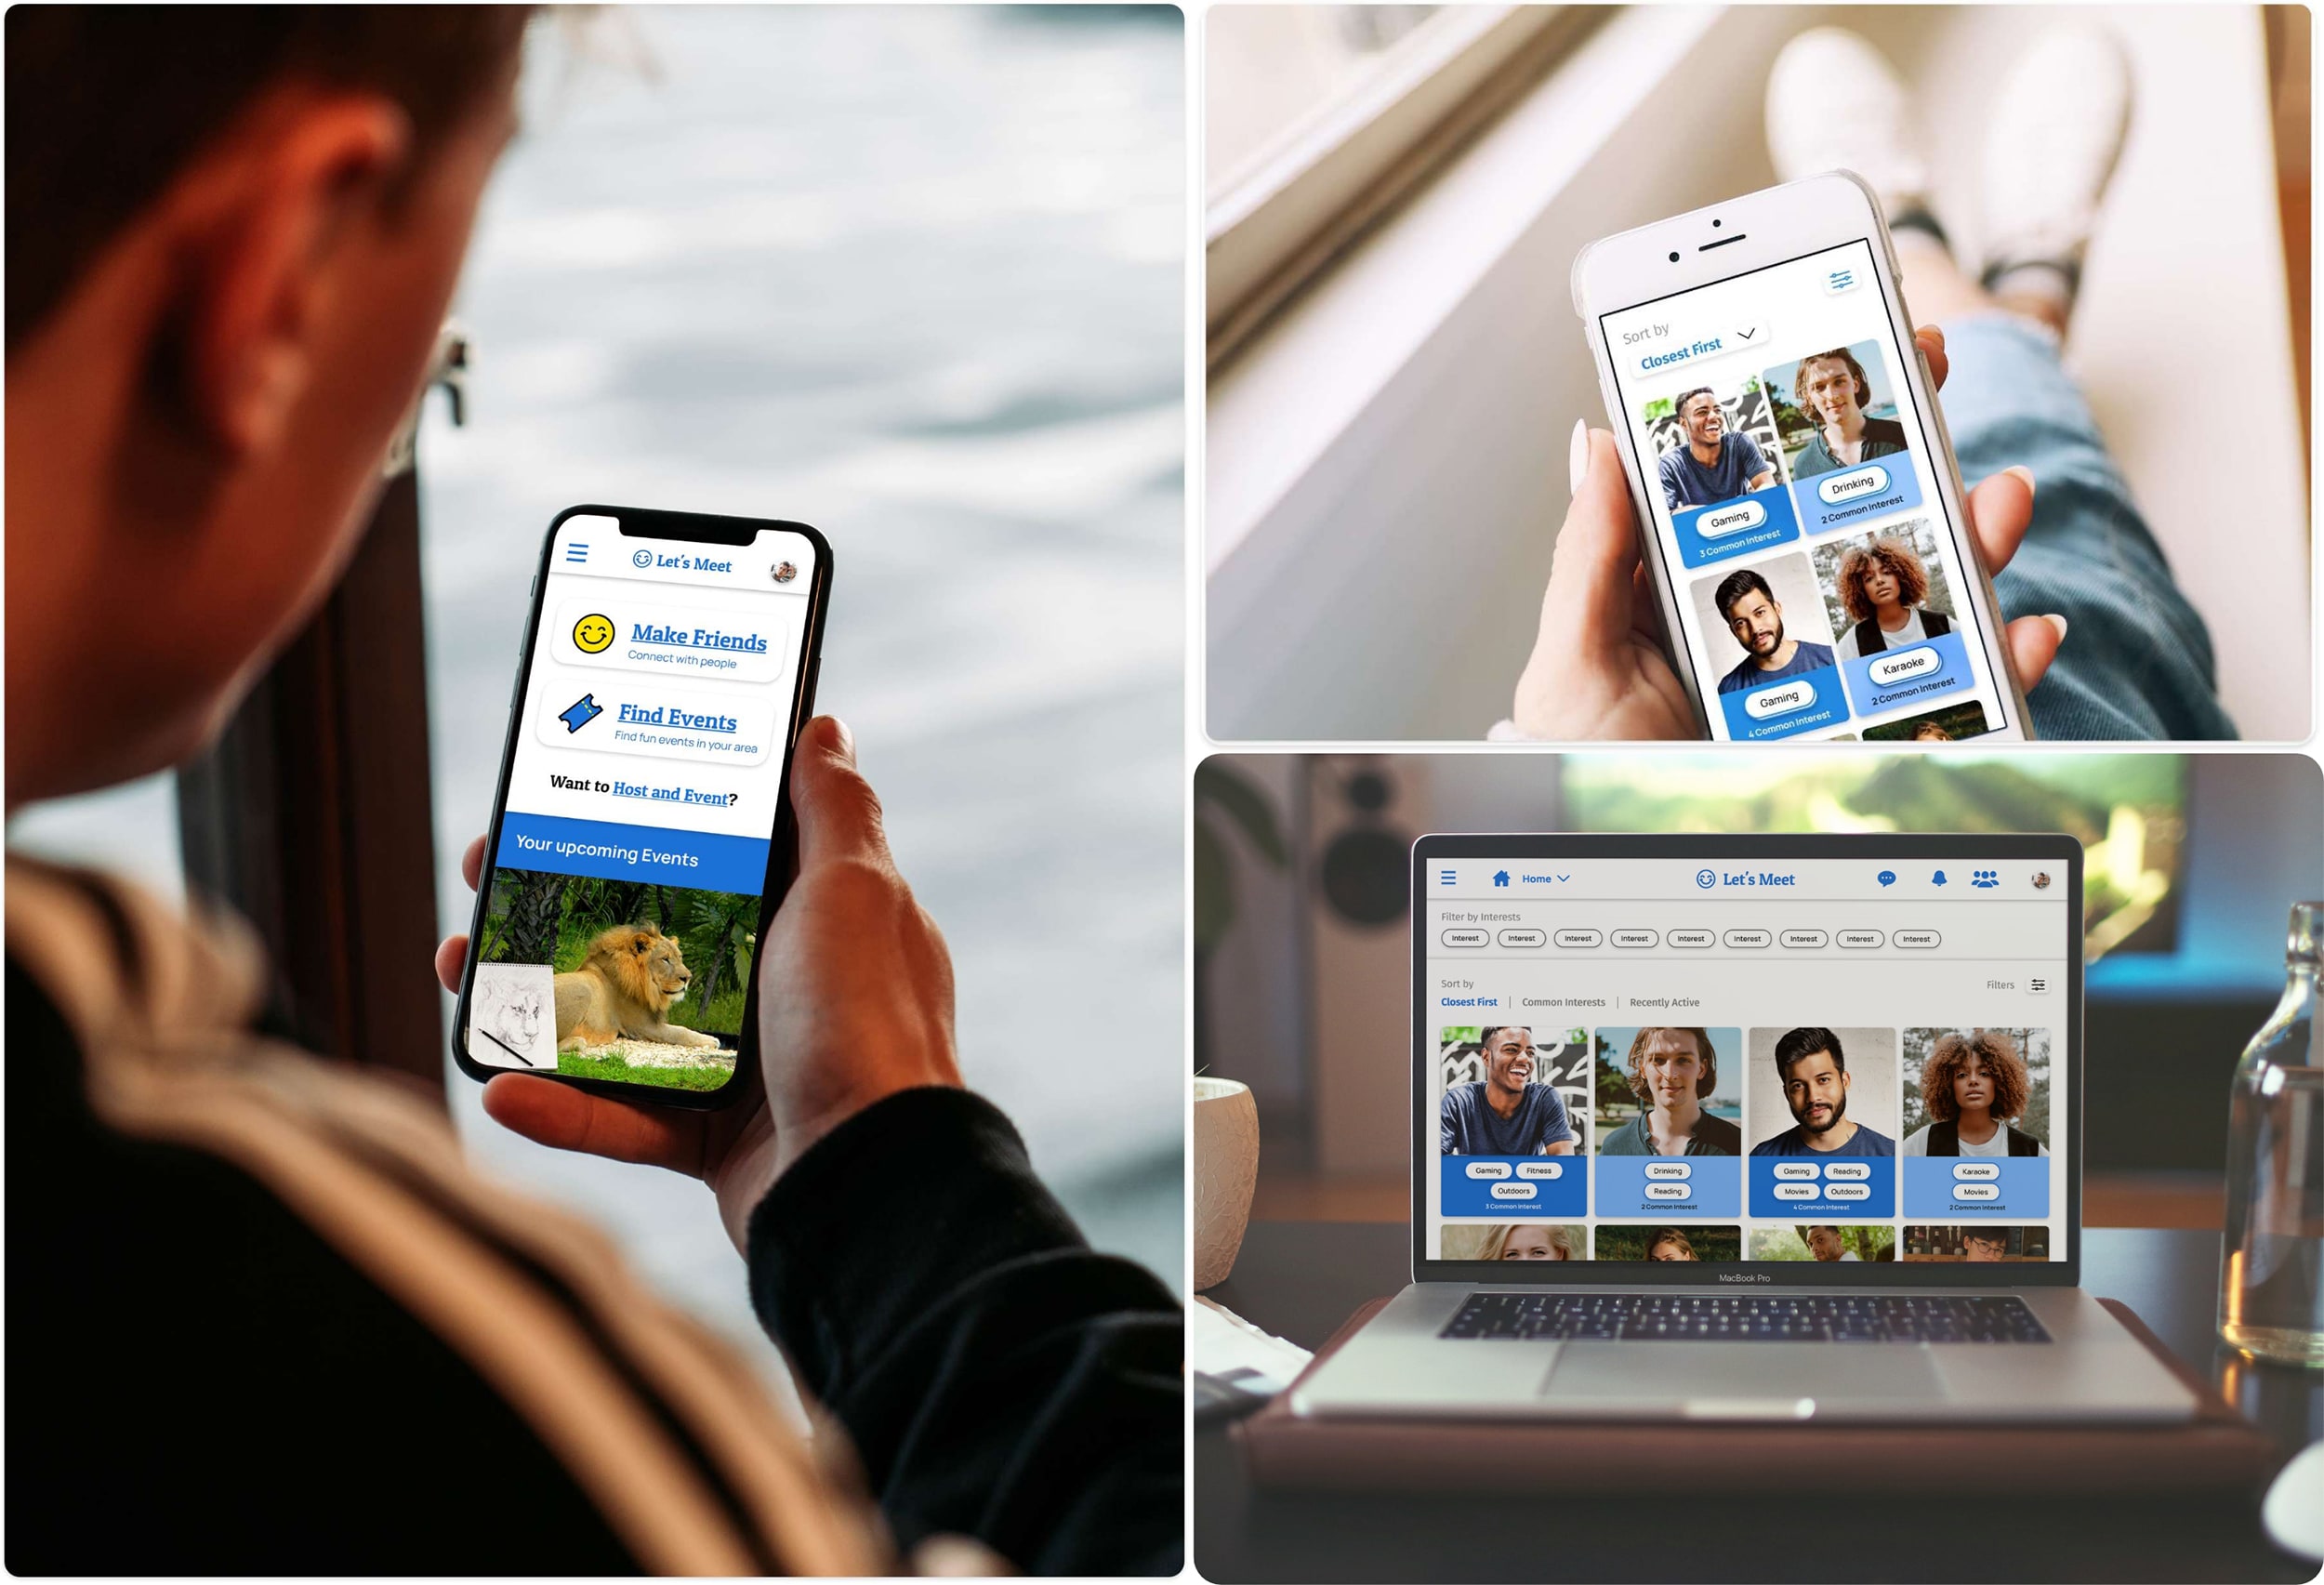 Let's Meet
Make Friends
Connect with people
Find Events
Find fun events in your area
Want to Host and Event?
Your upcoming Events
Sort by
Closest First
Gaming
3 Common Interest
Drinking
2 Common Interest
Gaming
4 Common Interest
Karaoke
2 Common Interest
Home
Let's Meet
Filter by Interests
Interest Interest Interest Interest Interest Interest Interest Interest Interest
Sort by
Filters
Closest First | Common Interests | Recently Active
Gaming Fitness
Outdoors
3 Common Interest
Drinking
Reading
2 Common Interest
Gaming Reading
Movies Outdoors
4 Common Interest
Karaoke
Movies
2 Common Interest
MacBook Pro